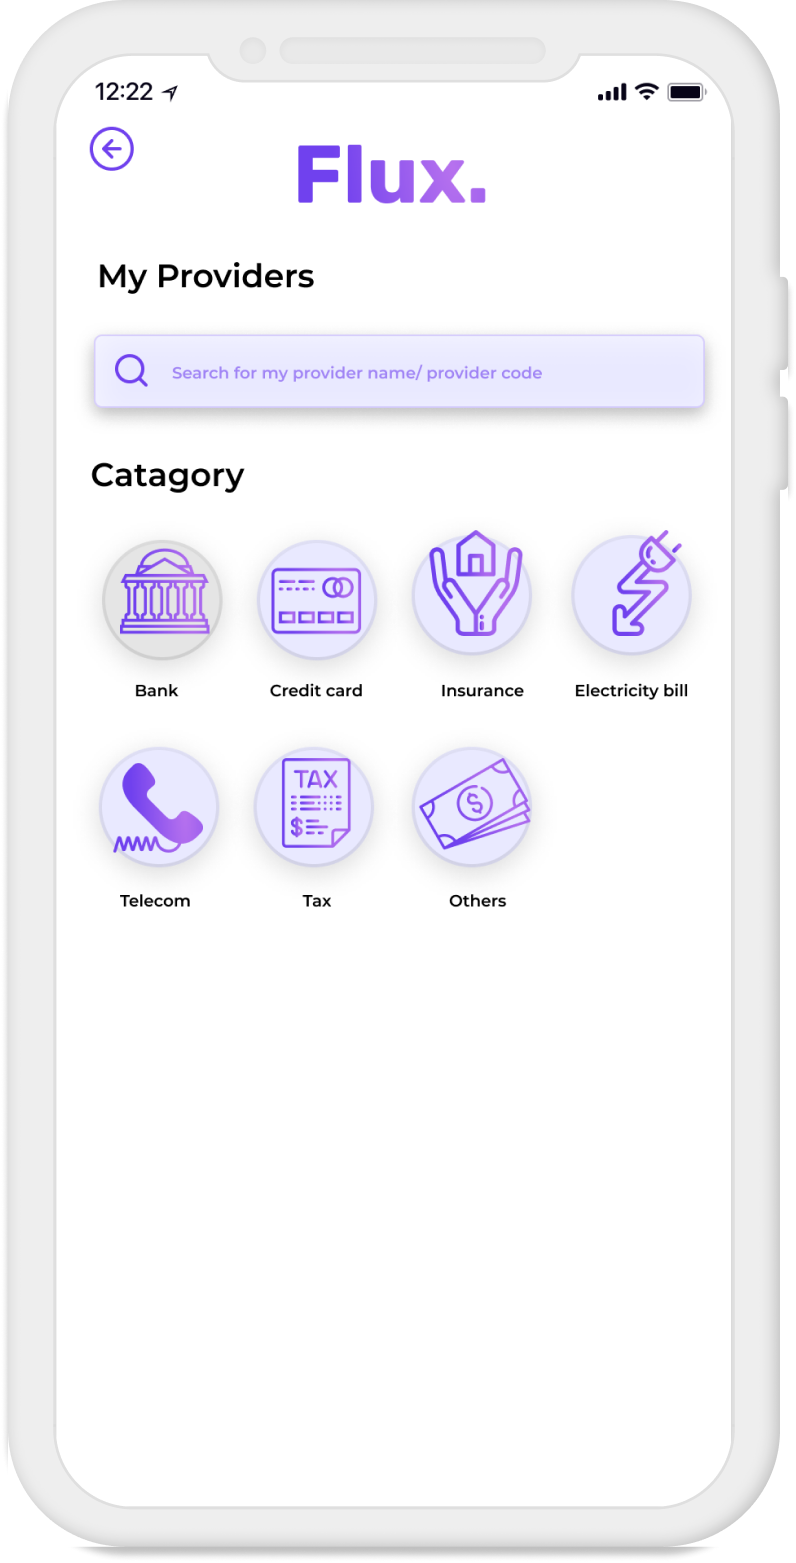 12:22
Flux.
My Providers
Search for my provider name/ provider code
Catagory
Bank
Credit card
Insurance
Electricity bill
TAX
$
$
Telecom
Tax
Others